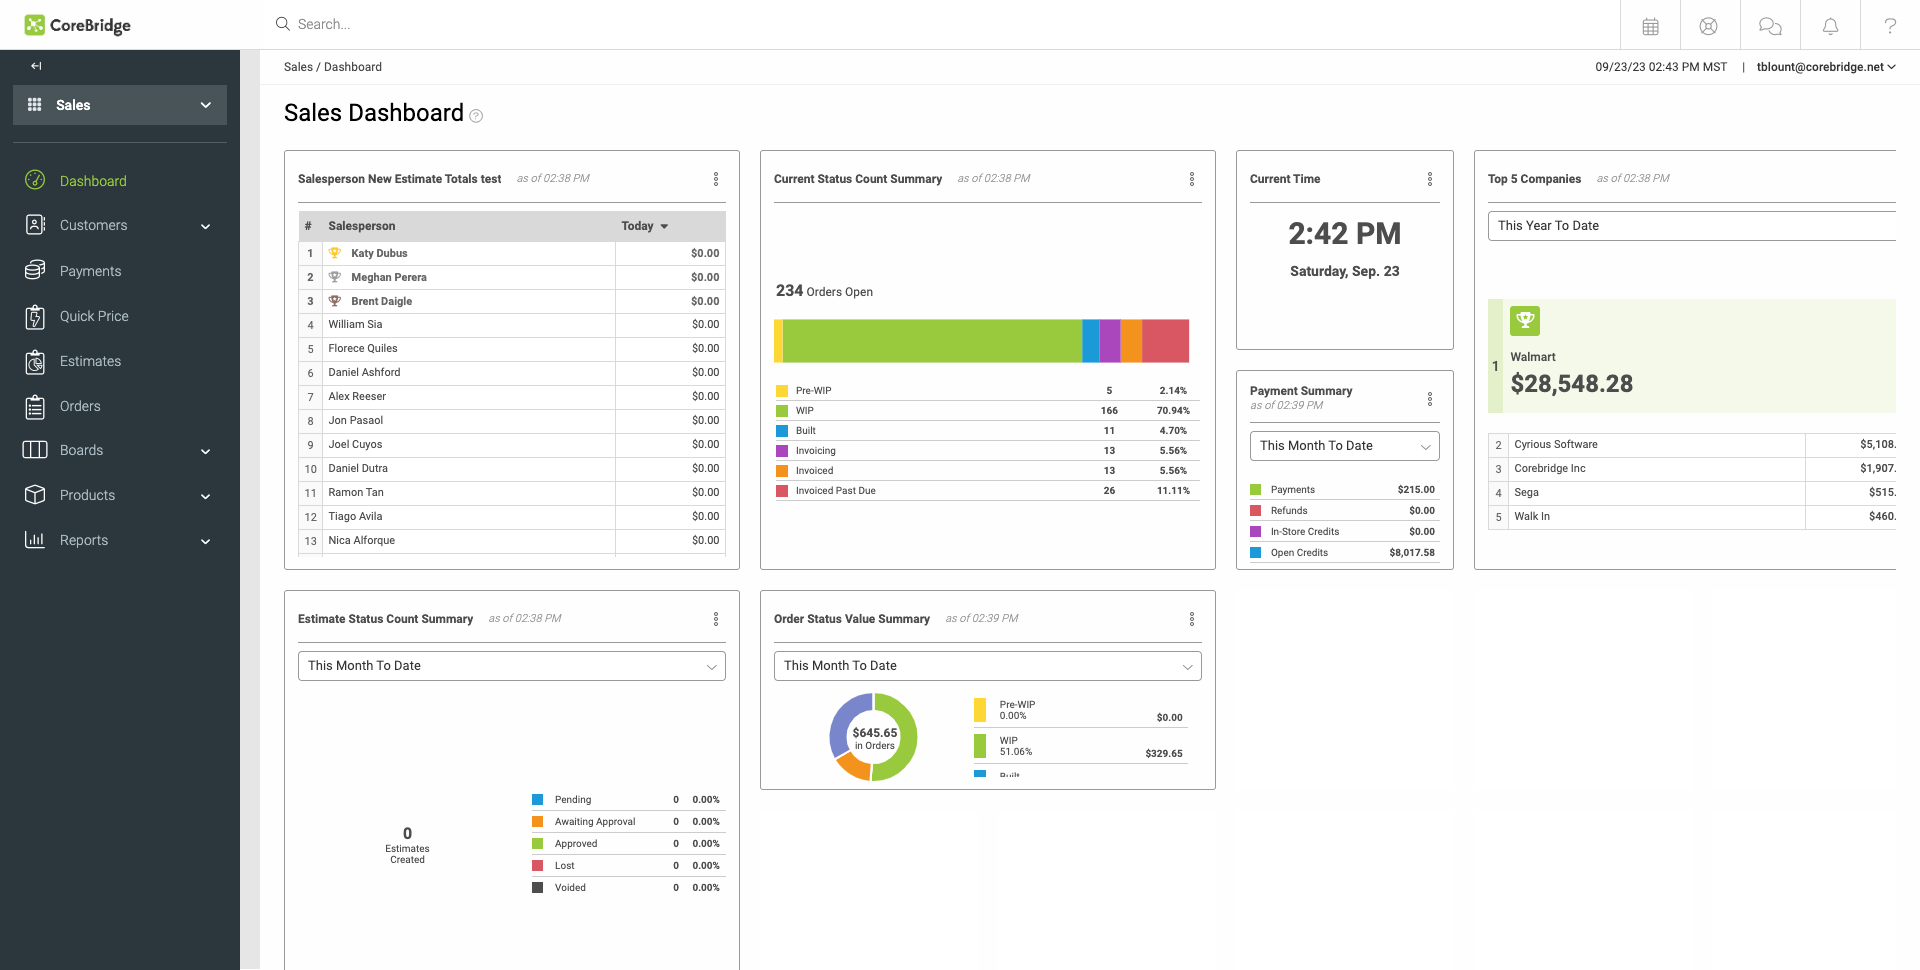 CoreBridge
Search...
Sales / Dashboard
09/23/23 02:43 PM MST | tblount@corebridge.net
Sales
Dashboard
Customers
Payments
Quick Price
Estimates
Orders
Boards
Products
Reports
Sales Dashboard
Salesperson New Estimate Totals test as of 02:38 PM
# Salesperson Today
1 Katy Dubus $0.00
2 Meghan Perera $0.00
3 Brent Daigle $0.00
4 William Sia $0.00
5 Florece Quiles $0.00
6 Daniel Ashford $0.00
7 Alex Reeser $0.00
8 Jon Pasaol $0.00
9 Joel Cuyos $0.00
10 Daniel Dutra $0.00
11 Ramon Tan $0.00
12 Tiago Avila $0.00
13 Nica Alforque $0.00
Current Status Count Summary as of 02:38 PM
234 Orders Open
Pre-WIP 5 2.14%
WIP 166 70.94%
Built 11 4.70%
Invoicing 13 5.56%
Invoiced 13 5.56%
Invoiced Past Due 26 11.11%
Current Time
2:42 PM
Saturday, Sep. 23
Payment Summary
as of 02:39 PM
This Month To Date
Payments $215.00
Refunds $0.00
In-Store Credits $0.00
Open Credits $8,017.58
Top 5 Companies as of 02:38 PM
This Year To Date
1
Walmart
$28,548.28
2 Cyrious Software $5,108.
3 Corebridge Inc $1,907.
4 Sega $515.
5 Walk In $460.
Estimate Status Count Summary as of 02:38 PM
This Month To Date
0
Estimates
Created
Pending 0 0.00%
Awaiting Approval 0 0.00%
Approved 0 0.00%
Lost 0 0.00%
Voided 0 0.00%
Order Status Value Summary as of 02:39 PM
This Month To Date
$645.65
in Orders
Pre-WIP
0.00% $0.00
WIP
51.06% $329.65
Built